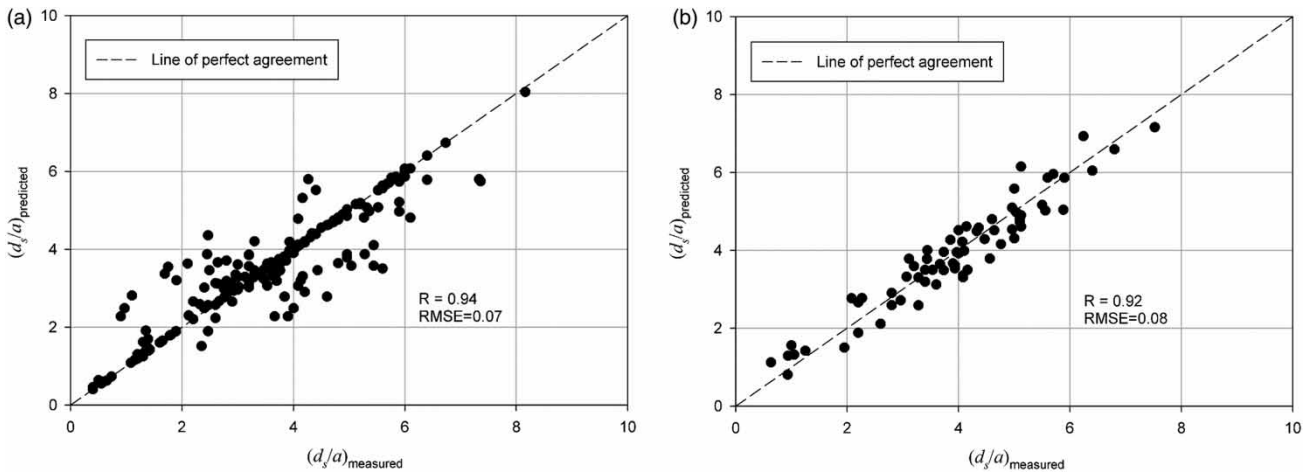 (a)
10
8
6
4
2
0
0 2 4 6 8 10
(d_s/a)_predicted
(d_s/a)_measured
Line of perfect agreement
R = 0.94
RMSE=0.07
(b)
10
8
6
4
2
0
0 2 4 6 8 10
(d_s/a)_predicted
(d_s/a)_measured
Line of perfect agreement
R = 0.92
RMSE=0.08